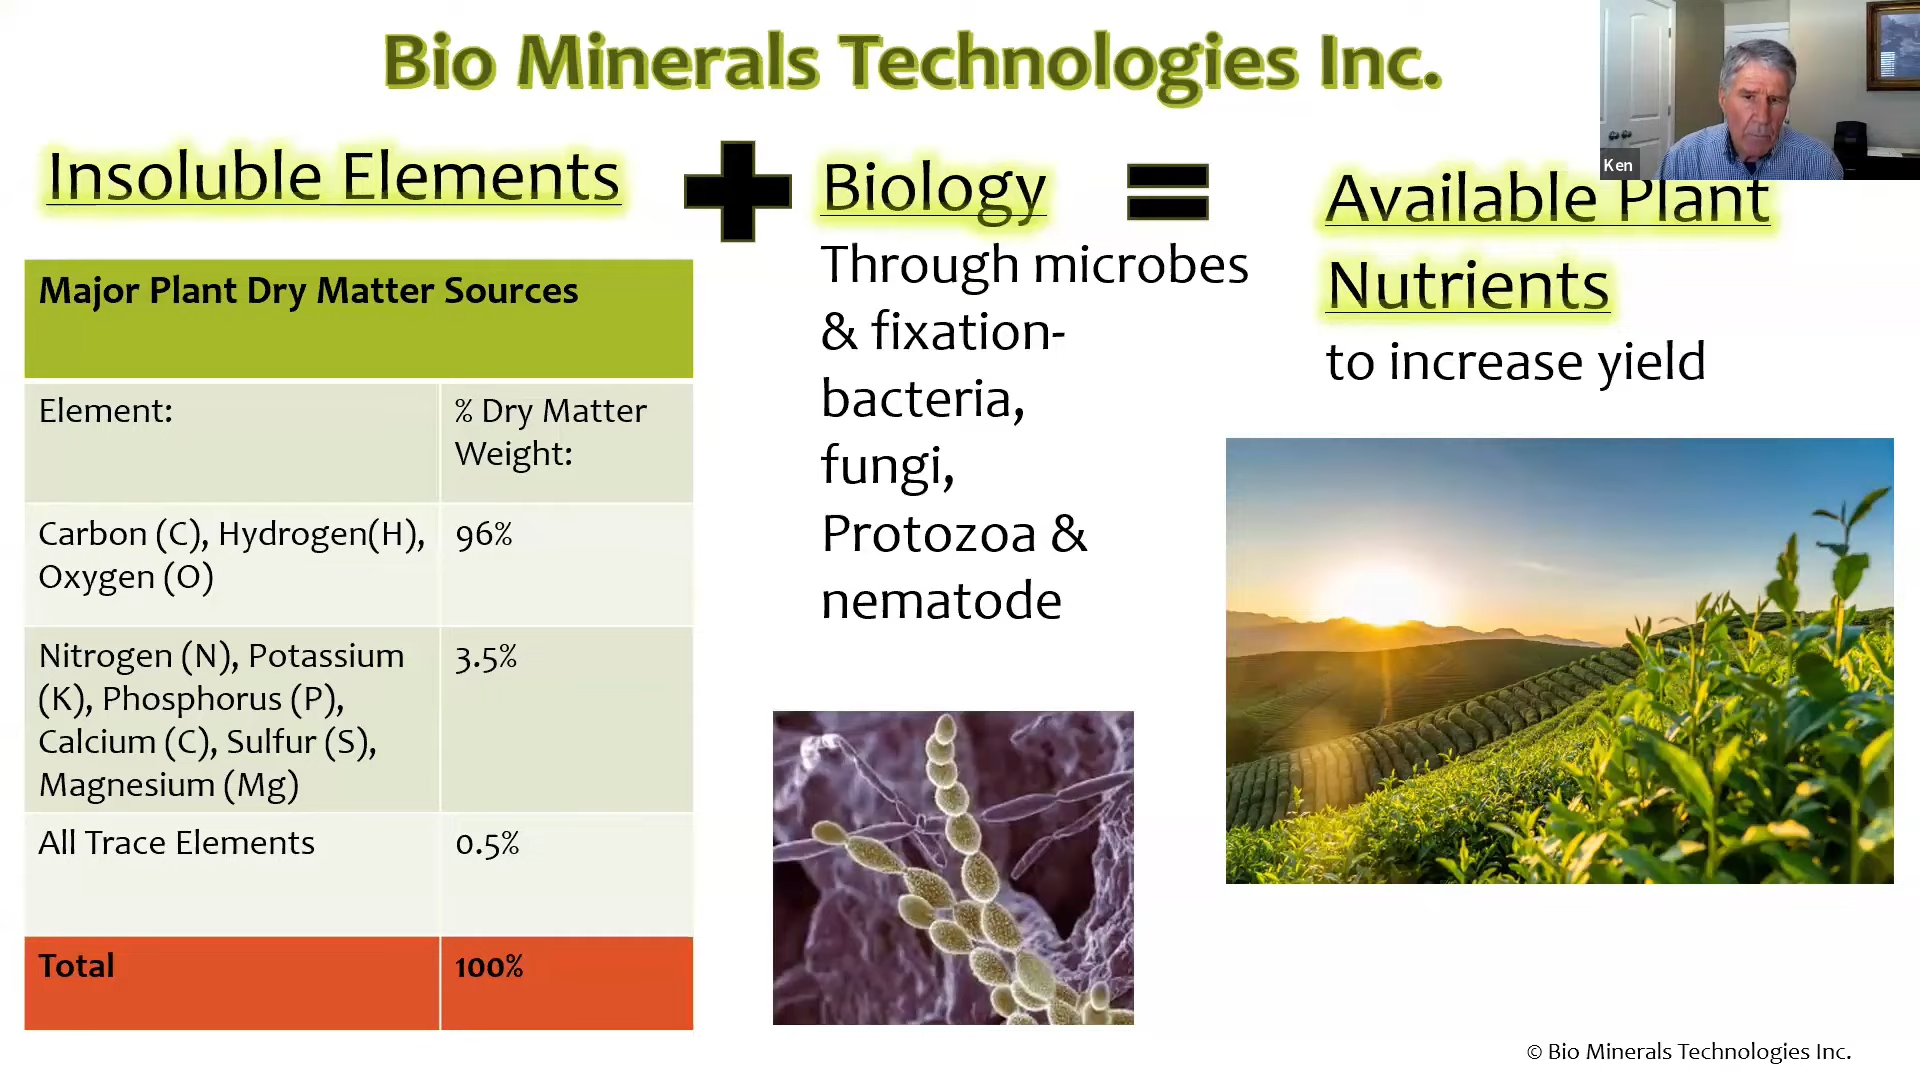 Bio Minerals Technologies Inc.
Ken
Insoluble Elements
Major Plant Dry Matter Sources
Element:
% Dry Matter
Weight:
Carbon (C), Hydrogen(H),
Oxygen (O)
96%
Nitrogen (N), Potassium
(K), Phosphorus (P),
Calcium (C), Sulfur (S),
Magnesium (Mg)
3.5%
All Trace Elements
0.5%
Total
100%
+
Biology
Through microbes
& fixation-
bacteria,
fungi,
Protozoa &
nematode
=
Available Plant
Nutrients
to increase yield
© Bio Minerals Technologies Inc.